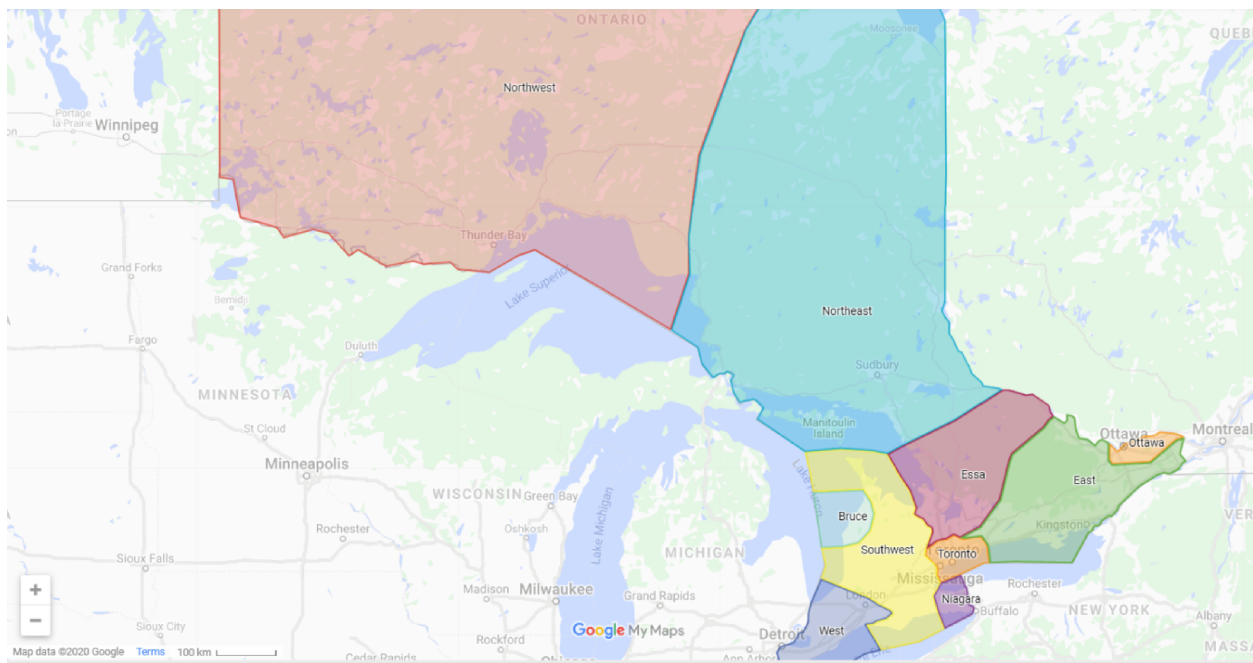 ONTARIO
Moosonee
QUEB
Northwest
Portage
la Prairie
Winnipeg
Thunder Bay
Grand Forks
Lake Superior
Bemidji
Northeast
Fargo
Duluth
Sudbury
MINNESOTA
Manitoulin
Island
St Cloud
Ottawa
Ottawa
Montreal
Minneapolis
Lake Huron
Essa
East
WISCONSIN
Green Bay
Bruce
Kingston
VER
Rochester
Oshkosh
Lake Michigan
MICHIGAN
Southwest
Toronto
Sioux Falls
Mississauga
Madison
Milwaukee
Grand Rapids
London
Niagara
Rochester
Buffalo
NEW YORK
Albany
Sioux City
Rockford
Google My Maps
Detroit
West
MASSA
Map data ©2020 Google
Terms
100 km
Cedar Rapids
Chicago
Ann Arbor